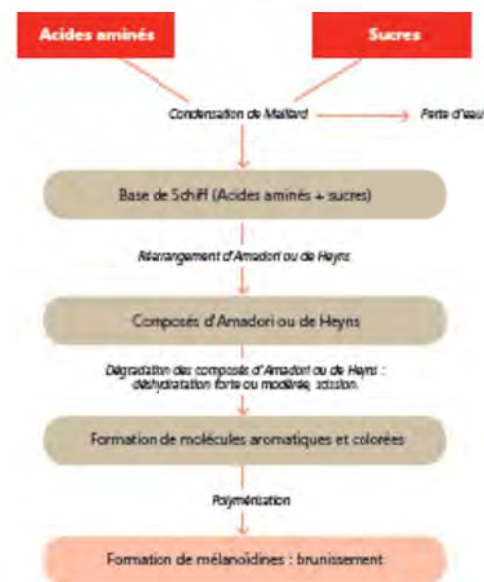 Acides aminés
Sucres
Condensation de Maillard
Perte d'eau
Base de Schiff (Acides aminés + sucres)
Réarrangement d'Amadori ou de Heyns
Composés d'Amadori ou de Heyns
Dégradation des composés d'Amadori ou de Heyns :
déshydratation forte ou modérée, scission.
Formation de molécules aromatiques et colorées
Polymérisation
Formation de mélanoïdines : brunissement